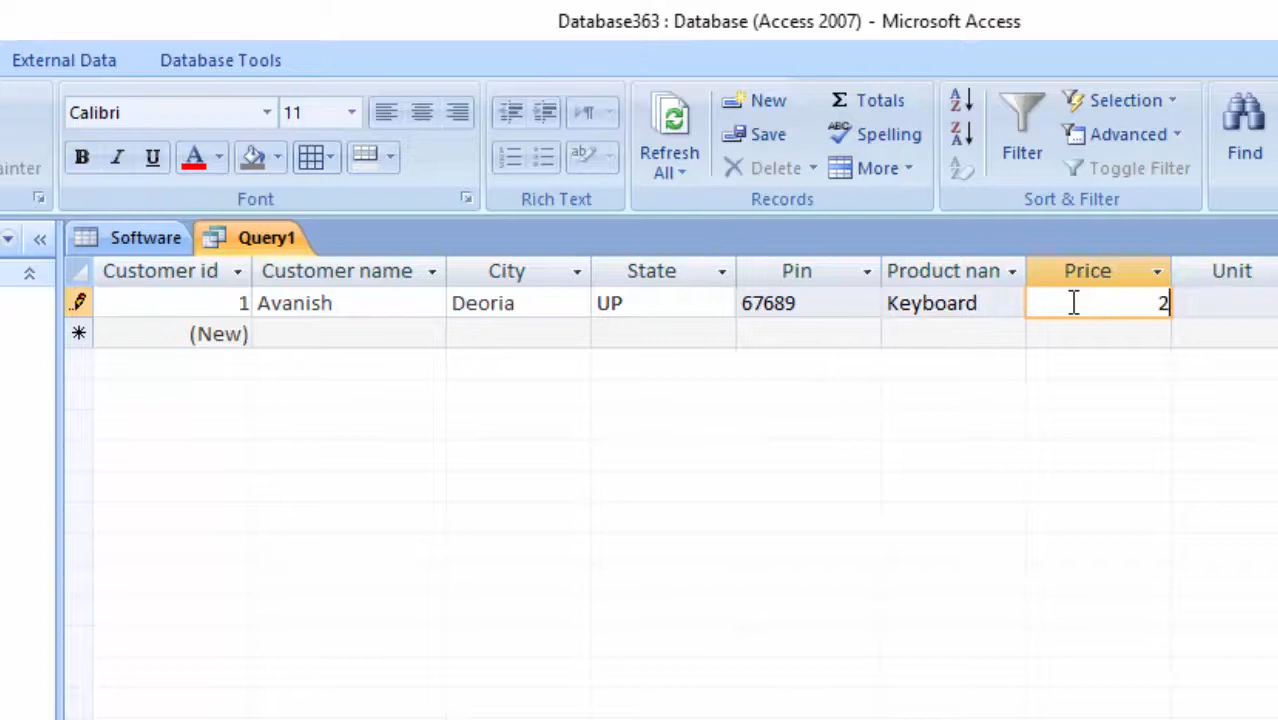 Database363 : Database (Access 2007) - Microsoft Access
External Data Database Tools
Calibri 11
New Totals Selection
Save Spelling Advanced
Refresh All Delete More Filter Toggle Filter Find
ainter
Font Rich Text Records Sort & Filter
Software Query1
Customer id Customer name City State Pin Product nan Price Unit
1 Avanish Deoria UP 67689 Keyboard 2
(New)